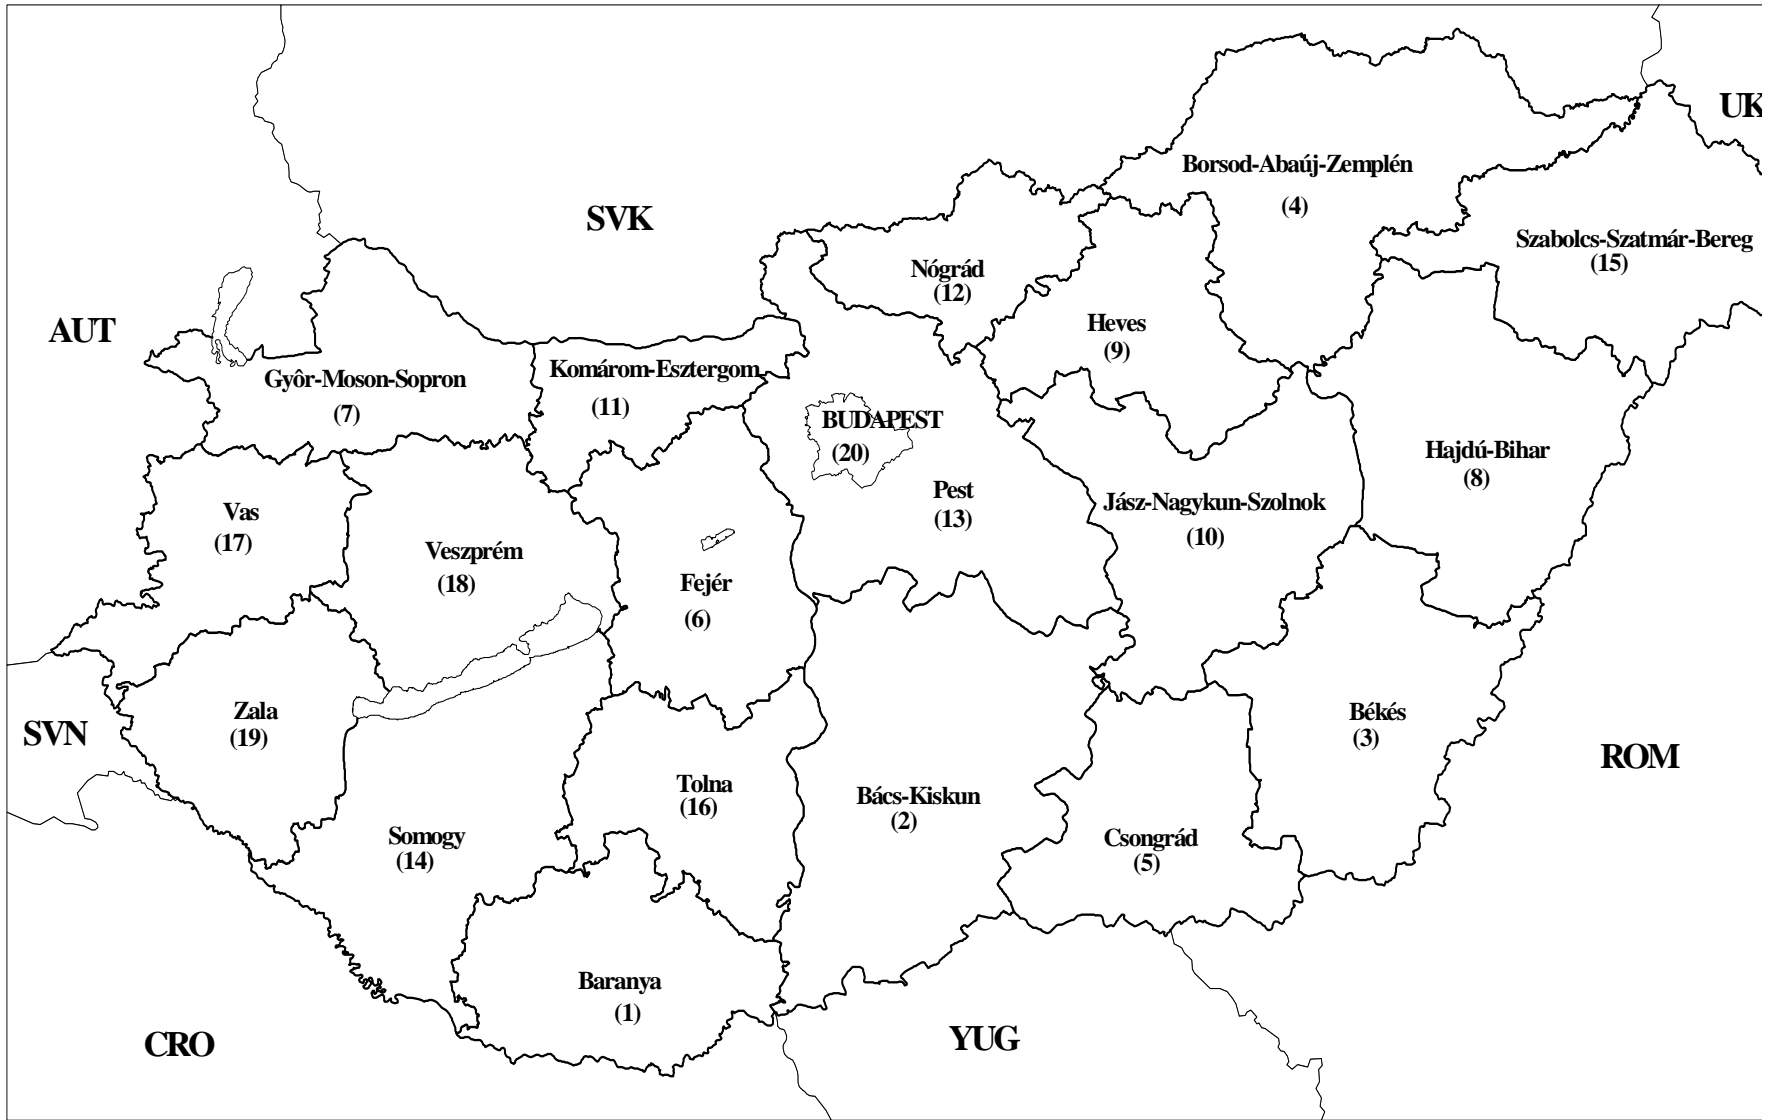 UK
Borsod-Abaúj-Zemplén
(4)
SVK
Szabolcs-Szatmár-Bereg
(15)
Nógrád
(12)
AUT
Heves
(9)
Gyôr-Moson-Sopron
(7)
Komárom-Esztergom
(11)
BUDAPEST
(20)
Hajdú-Bihar
(8)
Pest
(13)
Jász-Nagykun-Szolnok
(10)
Vas
(17)
Veszprém
(18)
Fejér
(6)
Zala
(19)
SVN
Békés
(3)
ROM
Tolna
(16)
Bács-Kiskun
(2)
Somogy
(14)
Csongrád
(5)
Baranya
(1)
CRO
YUG